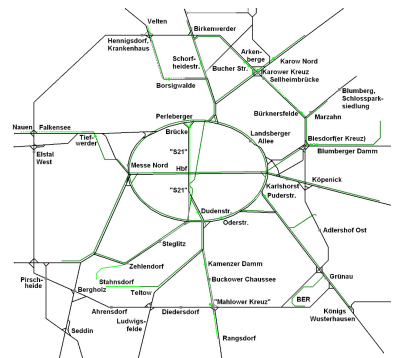 Velten
Birkenwerder
Hennigsdorf,
Krankenhaus
Arken-
berge
Karow Nord
Schorf-
heidestr.
Bucher Str.
Karower Kreuz
Sellheimbrücke
Borsigwalde
Blumberg,
Schlosspark-
siedlung
Perleberger
Brücke
Bürknersfelde
Marzahn
Nauen
Falkensee
Tief-
werder
Landsberger
Allee
Biesdorf(er Kreuz)
Blumberger Damm
"S21"
Elstal
West
Messe Nord
Hbf
Köpenick
Karlshorst
Puderstr.
"S21"
Dudenstr.
Oderstr.
Adlershof Ost
Steglitz
Zehlendorf
Kamenzer Damm
Buckower Chaussee
Grünau
Pirsch-
heide
Stahnsdorf
Bergholz
Teltow
BER
"Mahlower Kreuz"
Ahrensdorf
Ludwigs-
felde
Diedersdorf
Königs
Wusterhausen
Seddin
Rangsdorf